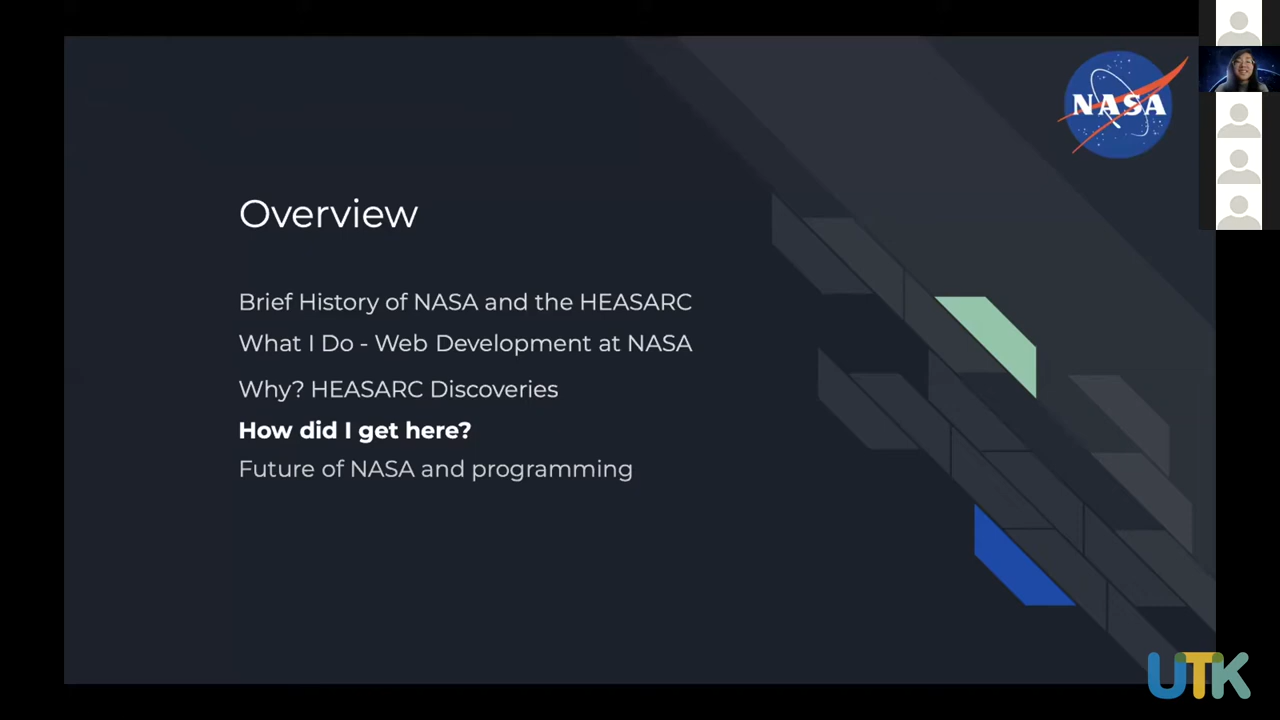 NASA
Overview
Brief History of NASA and the HEASARC
What I Do - Web Development at NASA
Why? HEASARC Discoveries
How did I get here?
Future of NASA and programming
UTK